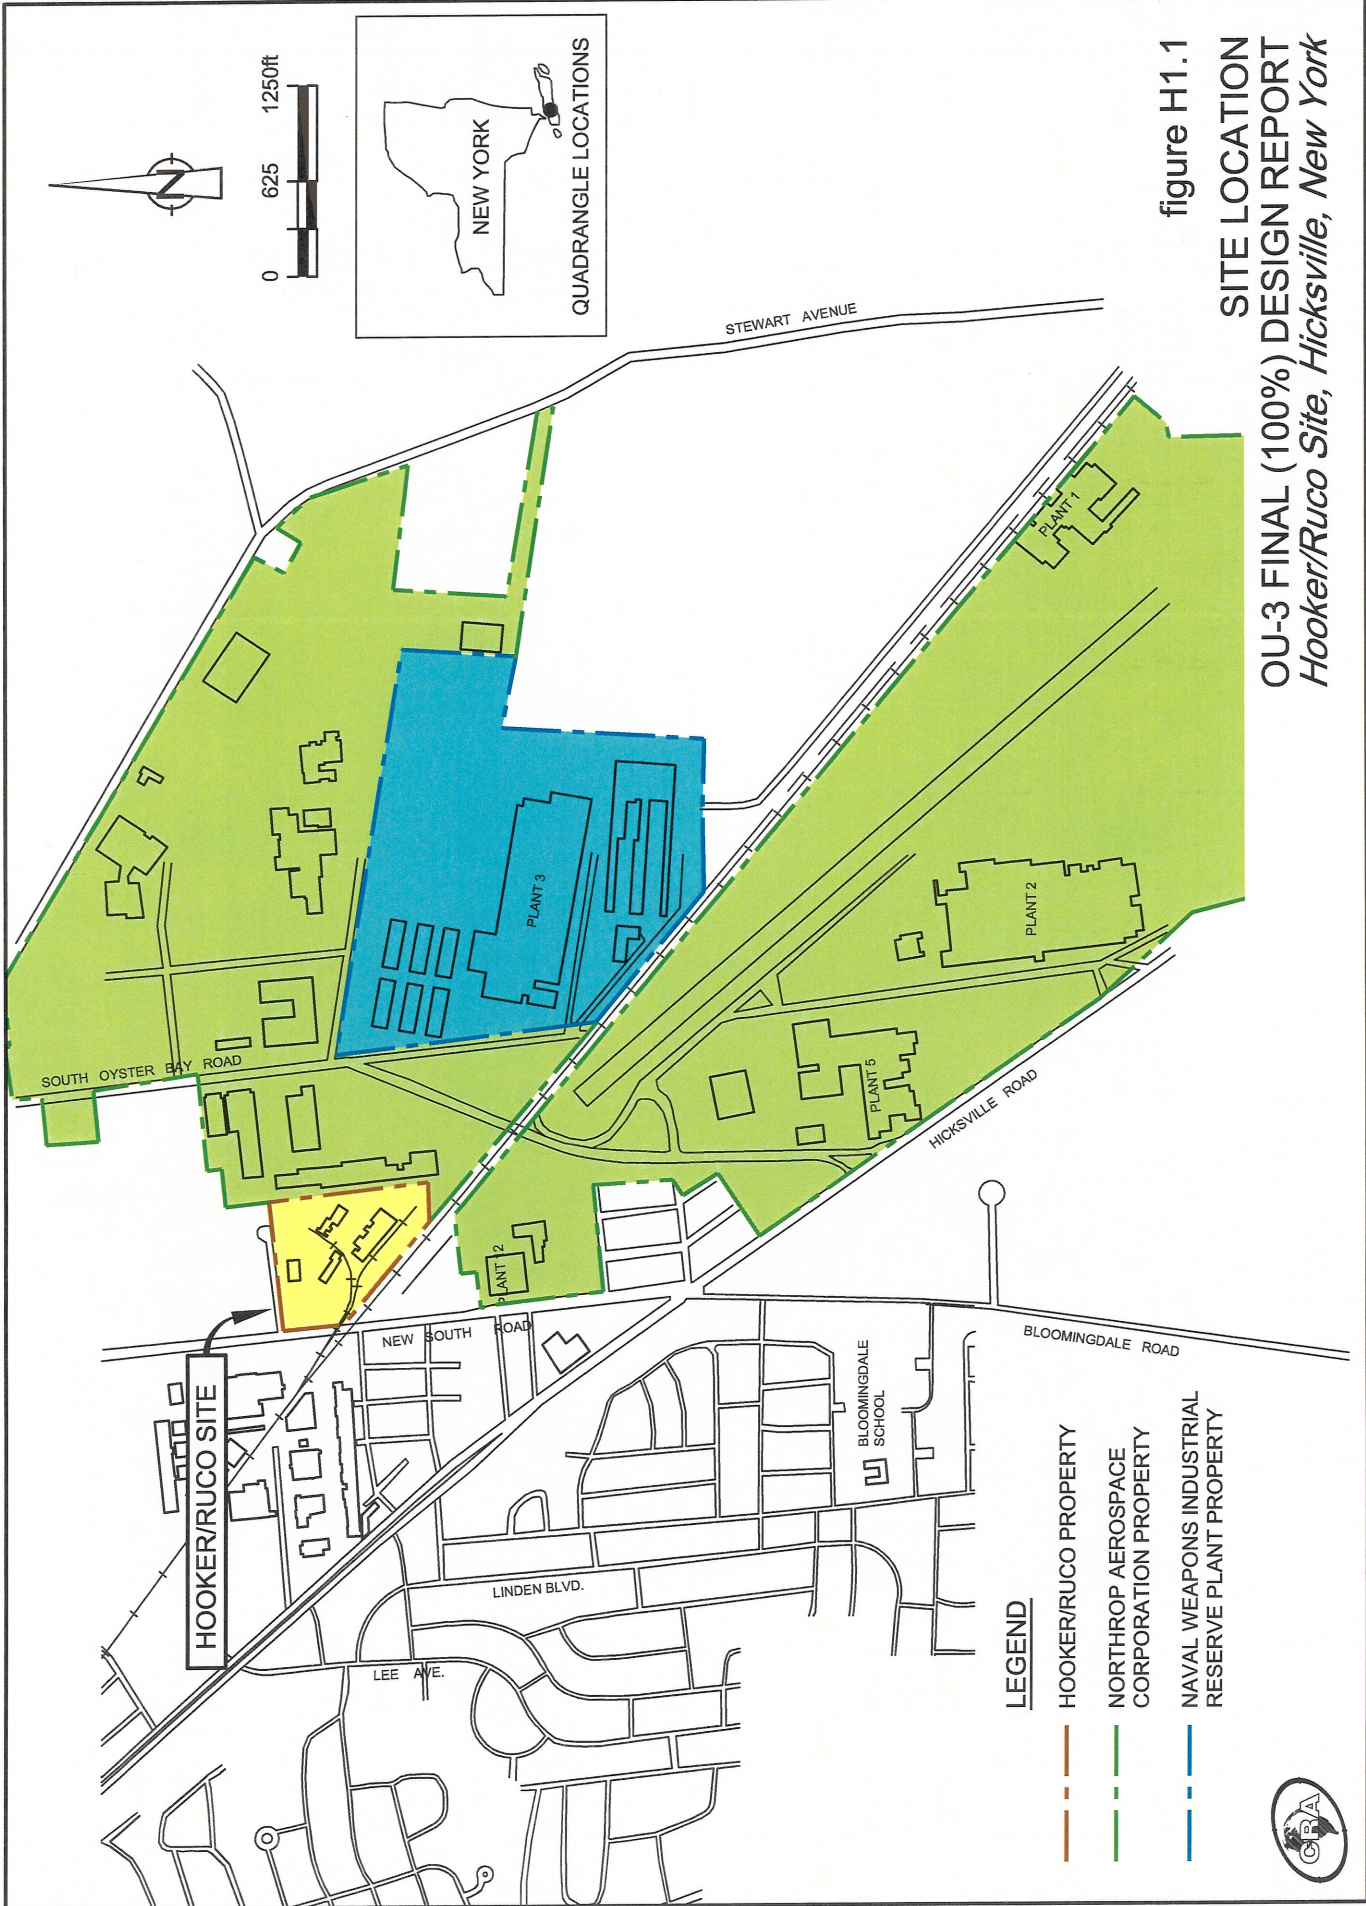 HOOKER/RUCO SITE
SOUTH OYSTER BAY ROAD
NEW SOUTH ROAD
LINDEN BLVD.
LEE AVE.
PLANT 12
PLANT 3
PLANT 5
PLANT 2
PLANT 1
STEWART AVENUE
HICKSVILLE ROAD
BLOOMINGDALE ROAD
BLOOMINGDALE
SCHOOL
N
0 625 1250ft
NEW YORK
QUADRANGLE LOCATIONS
LEGEND
HOOKER/RUCO PROPERTY
NORTHROP AEROSPACE
CORPORATION PROPERTY
NAVAL WEAPONS INDUSTRIAL
RESERVE PLANT PROPERTY
CRA
figure H1.1
SITE LOCATION
OU-3 FINAL (100%) DESIGN REPORT
Hooker/Ruco Site, Hicksville, New York